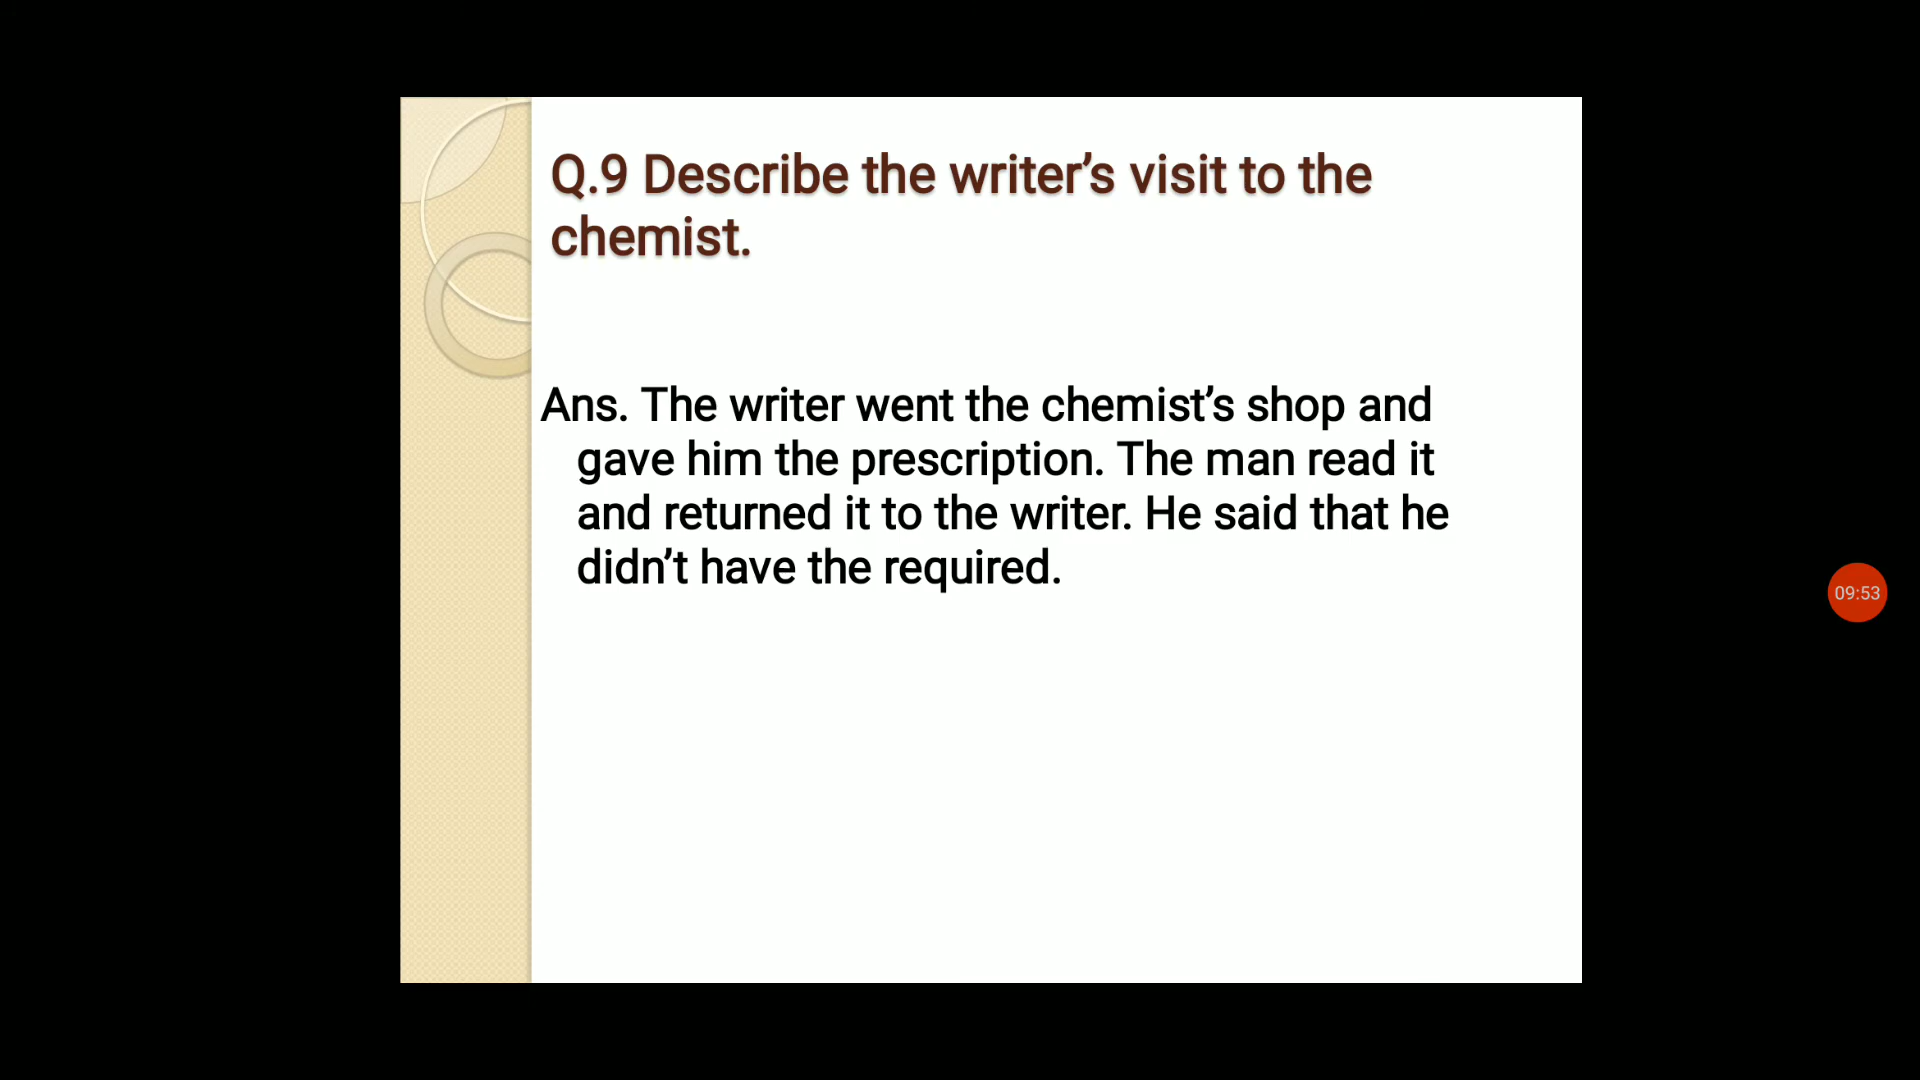 Q.9 Describe the writer’s visit to the
chemist.
Ans. The writer went the chemist’s shop and
gave him the prescription. The man read it
and returned it to the writer. He said that he
didn’t have the required.
09:53